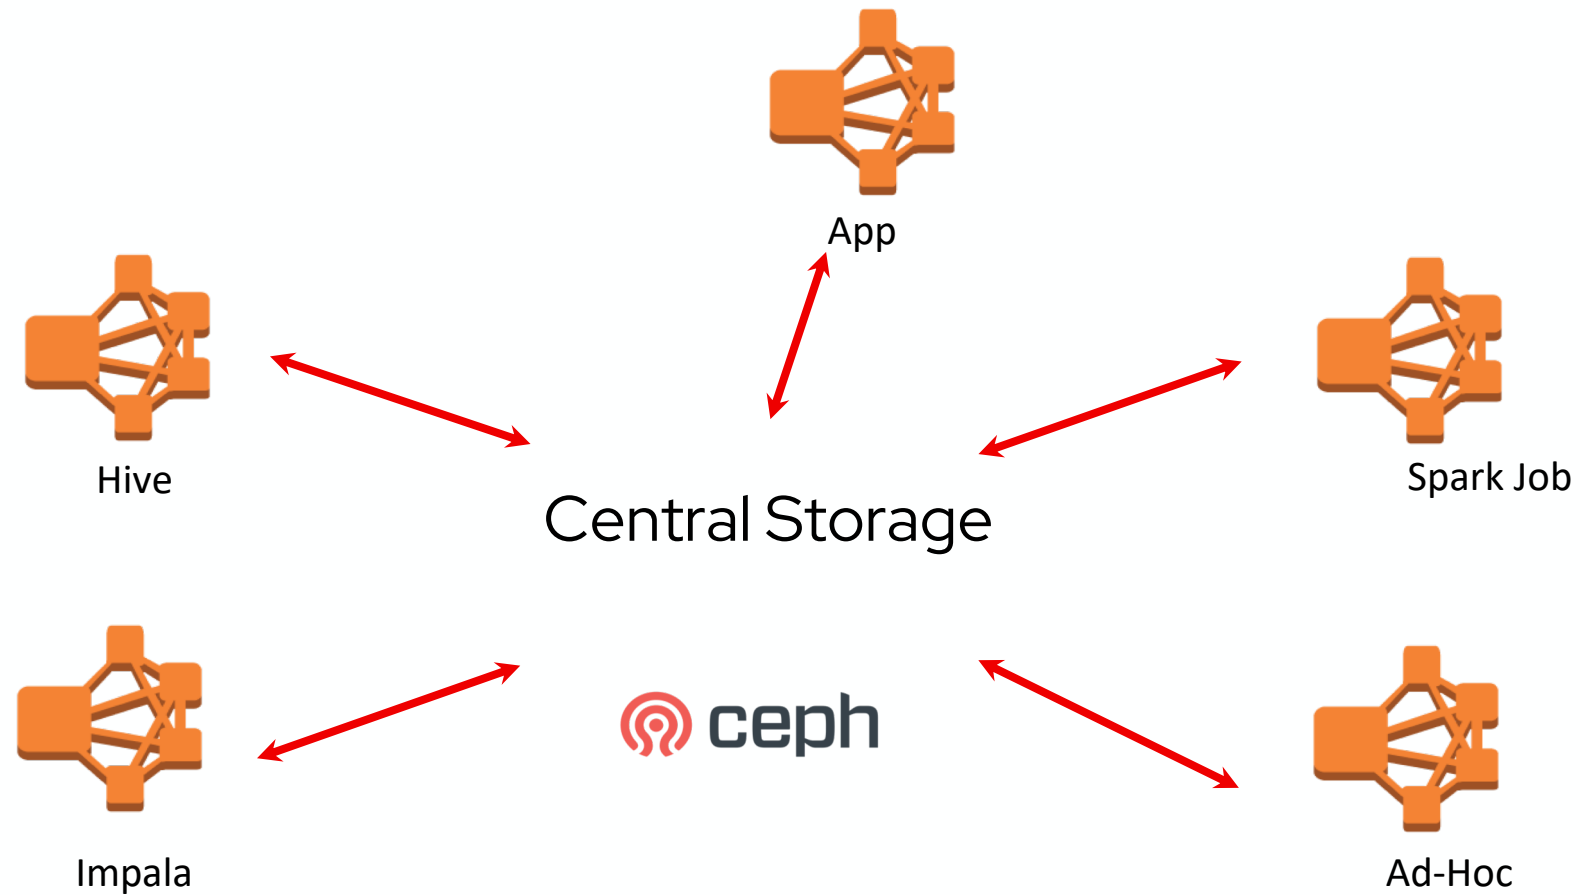 App
Hive
Spark Job
Central Storage
ceph
Impala
Ad-Hoc